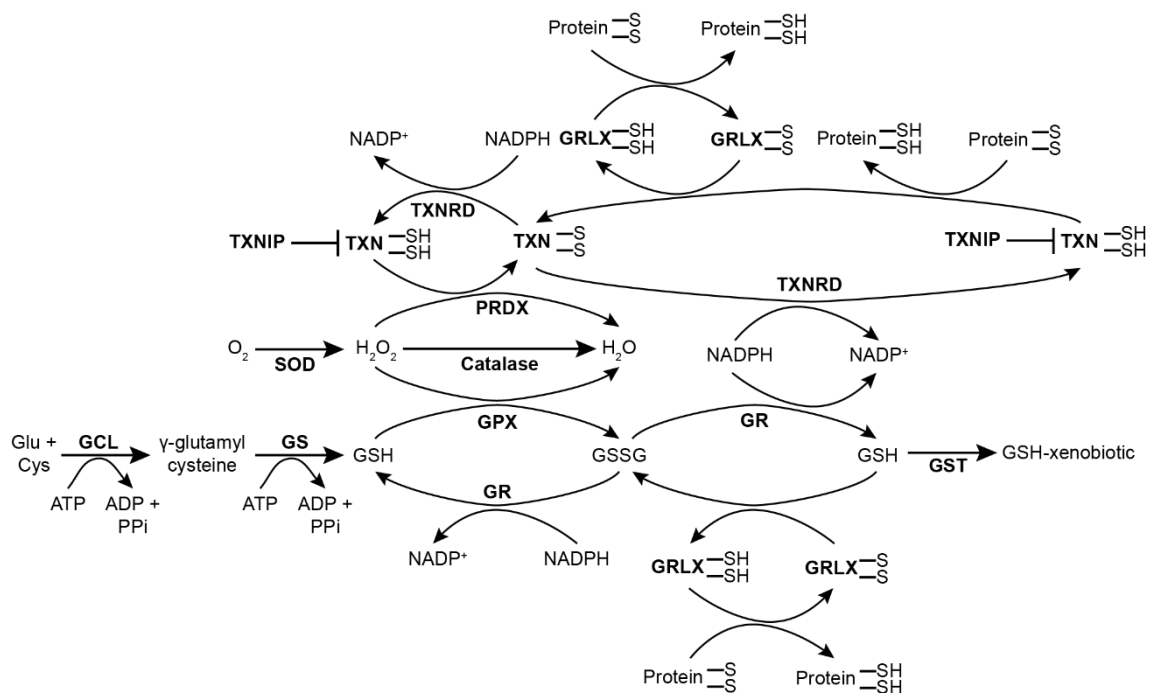 Protein S S Protein SH SH
NADP⁺ NADPH GRLX SH SH GRLX S S Protein SH SH Protein S S
TXNRD
TXNIP TXN SH SH TXN S S TXNIP TXN SH SH
TXNRD
PRDX
O₂ SOD H₂O₂ Catalase H₂O NADPH NADP⁺
Glu + Cys GCL γ-glutamyl cysteine GS GSH GPX GSSG GR GSH GST GSH-xenobiotic
ATP ADP + PPi ATP ADP + PPi GR
NADP⁺ NADPH GRLX SH SH GRLX S S
Protein S S Protein SH SH